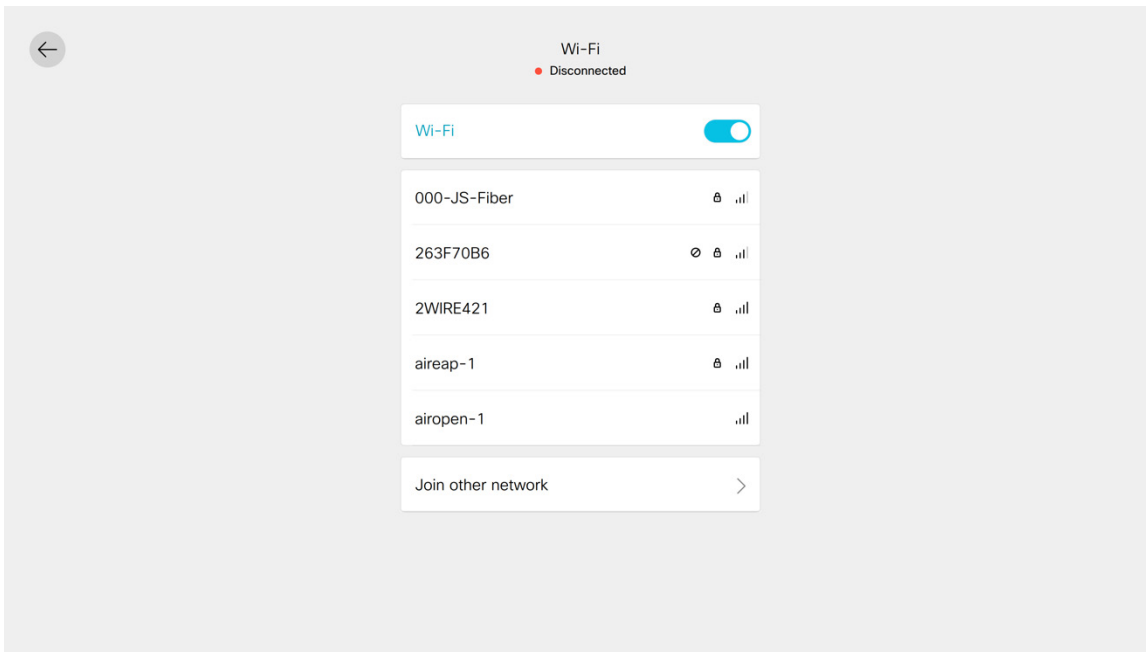 Wi-Fi
Disconnected
Wi-Fi
000-JS-Fiber
263F70B6
2WIRE421
aireap-1
airopen-1
Join other network